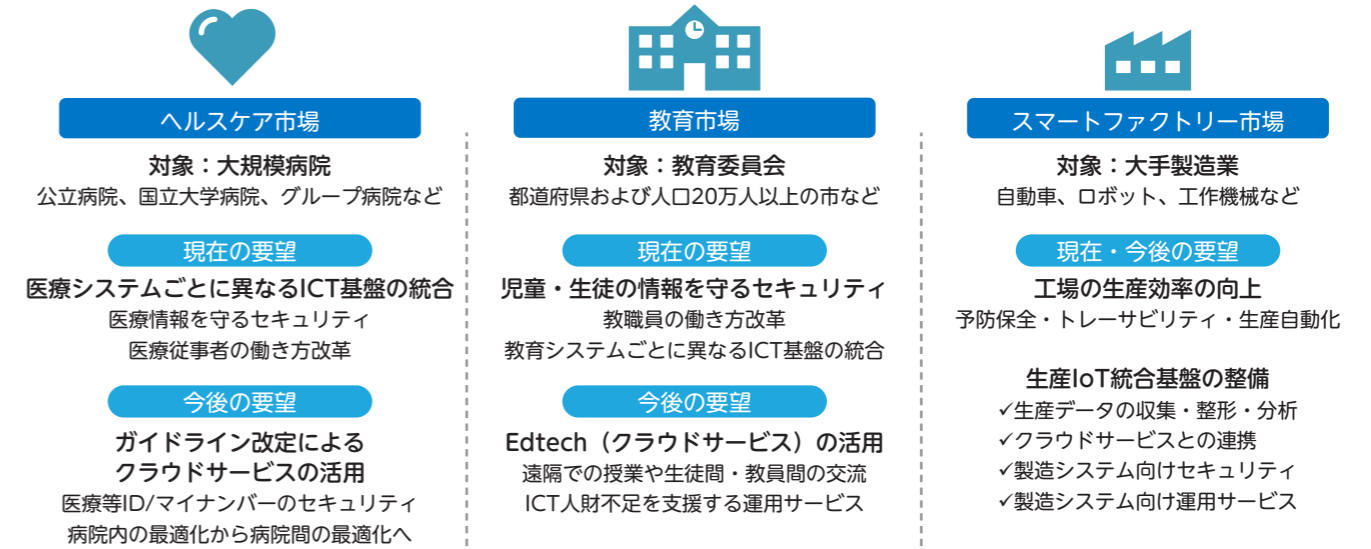 ヘルスケア市場
対象：大規模病院
公立病院、国立大学病院、グループ病院など
現在の要望
医療システムごとに異なるICT基盤の統合
医療情報を守るセキュリティ
医療従事者の働き方改革
今後の要望
ガイドライン改定による
クラウドサービスの活用
医療等ID/マイナンバーのセキュリティ
病院内の最適化から病院間の最適化へ
教育市場
対象：教育委員会
都道府県および人口20万人以上の市など
現在の要望
児童・生徒の情報を守るセキュリティ
教職員の働き方改革
教育システムごとに異なるICT基盤の統合
今後の要望
Edtech（クラウドサービス）の活用
遠隔での授業や生徒間・教員間の交流
ICT人財不足を支援する運用サービス
スマートファクトリー市場
対象：大手製造業
自動車、ロボット、工作機械など
現在・今後の要望
工場の生産効率の向上
予防保全・トレーサビリティ・生産自動化
生産IoT統合基盤の整備
✓生産データの収集・整形・分析
✓クラウドサービスとの連携
✓製造システム向けセキュリティ
✓製造システム向け運用サービス